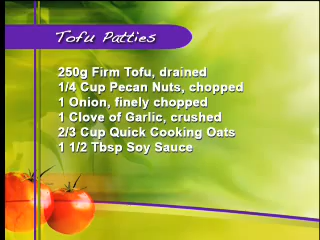 Tofu Patties
250g Firm Tofu, drained
1/4 Cup Pecan Nuts, chopped
1 Onion, finely chopped
1 Clove of Garlic, crushed
2/3 Cup Quick Cooking Oats
1 1/2 Tbsp Soy Sauce